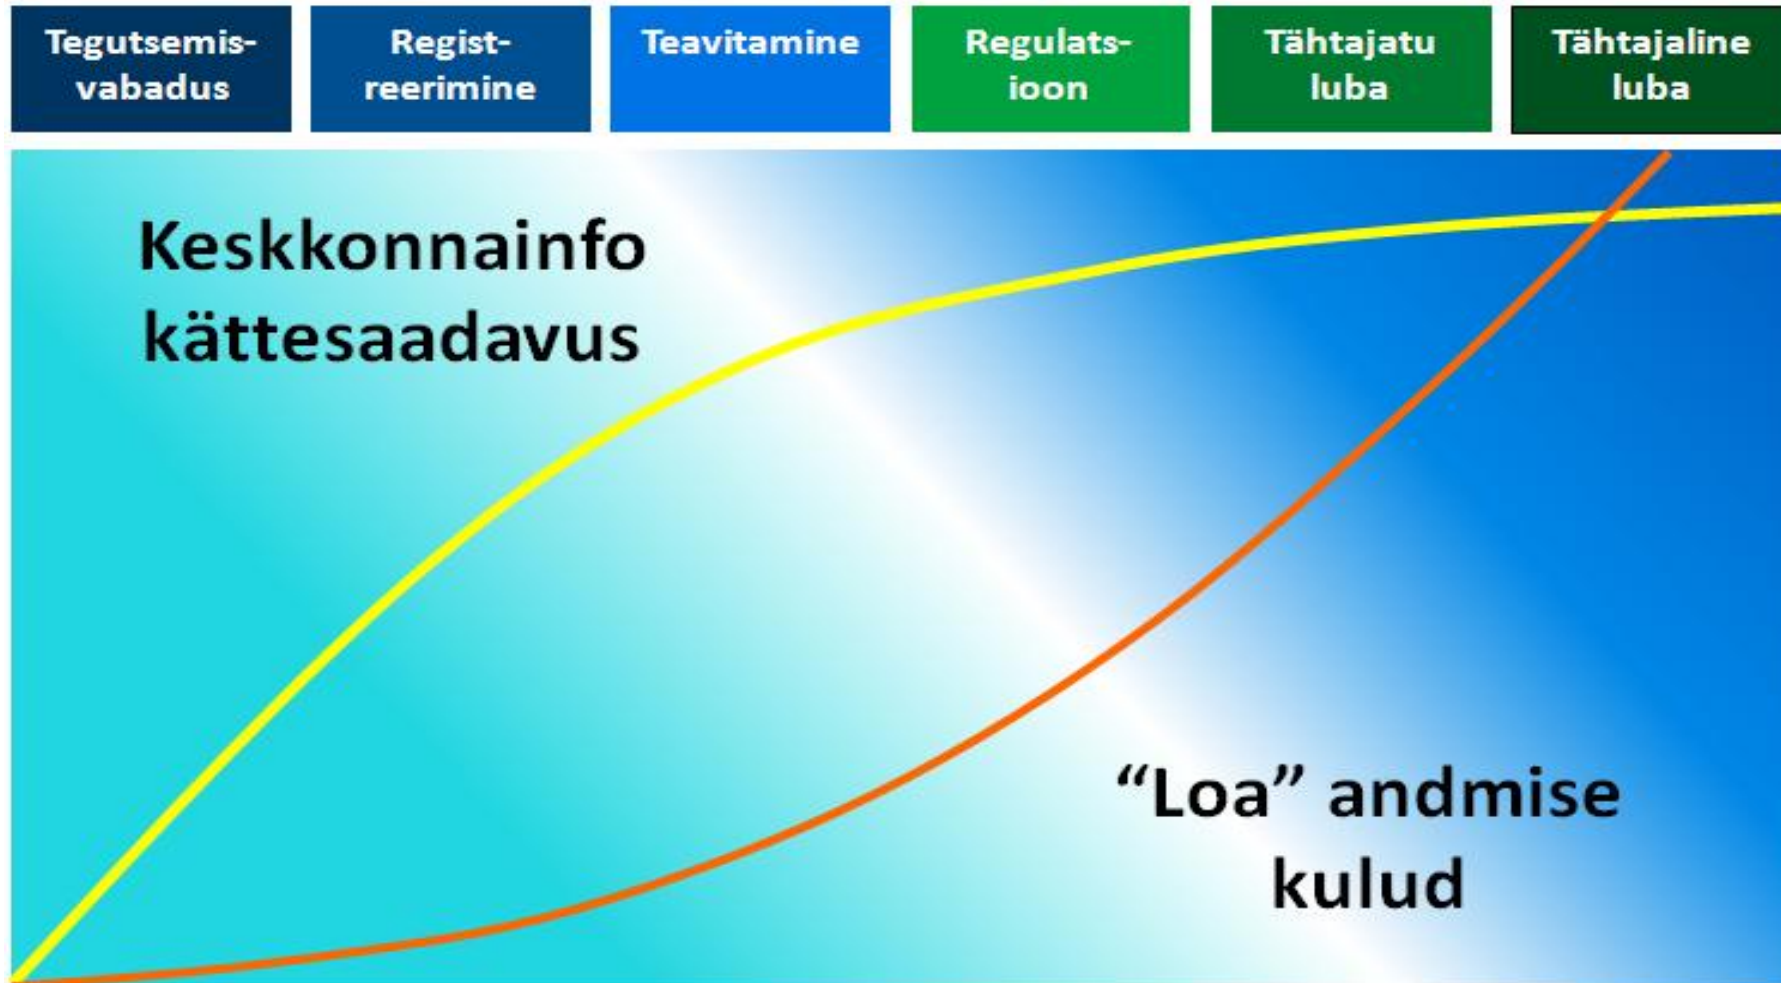 Tegutsemis-
vabadus
Regist-
reerimine
Teavitamine
Regulats-
ioon
Tähtajatu
luba
Tähtajaline
luba
Keskkonnainfo
kättesaadavus
“Loa” andmise
kulud